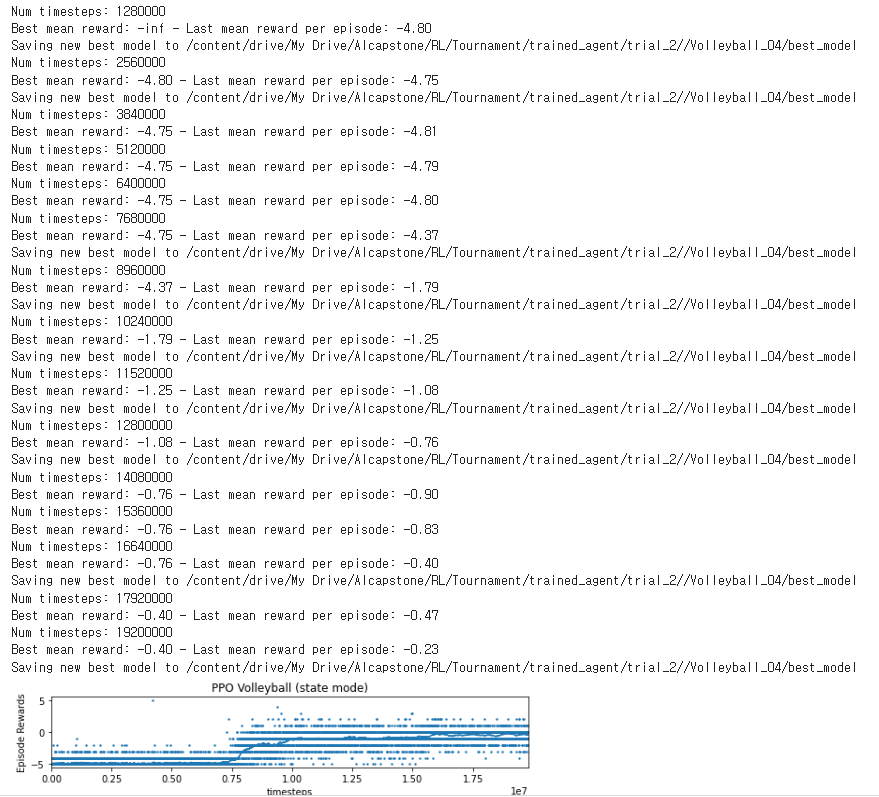 Num timesteps: 1280000
Best mean reward: -inf - Last mean reward per episode: -4.80
Saving new best model to /content/drive/My Drive/AIcapstone/RL/Tournament/trained_agent/trial_2//Volleyball_04/best_model
Num timesteps: 2560000
Best mean reward: -4.80 - Last mean reward per episode: -4.75
Saving new best model to /content/drive/My Drive/AIcapstone/RL/Tournament/trained_agent/trial_2//Volleyball_04/best_model
Num timesteps: 3840000
Best mean reward: -4.75 - Last mean reward per episode: -4.81
Num timesteps: 5120000
Best mean reward: -4.75 - Last mean reward per episode: -4.79
Num timesteps: 6400000
Best mean reward: -4.75 - Last mean reward per episode: -4.80
Num timesteps: 7680000
Best mean reward: -4.75 - Last mean reward per episode: -4.37
Saving new best model to /content/drive/My Drive/AIcapstone/RL/Tournament/trained_agent/trial_2//Volleyball_04/best_model
Num timesteps: 8960000
Best mean reward: -4.37 - Last mean reward per episode: -1.79
Saving new best model to /content/drive/My Drive/AIcapstone/RL/Tournament/trained_agent/trial_2//Volleyball_04/best_model
Num timesteps: 10240000
Best mean reward: -1.79 - Last mean reward per episode: -1.25
Saving new best model to /content/drive/My Drive/AIcapstone/RL/Tournament/trained_agent/trial_2//Volleyball_04/best_model
Num timesteps: 11520000
Best mean reward: -1.25 - Last mean reward per episode: -1.08
Saving new best model to /content/drive/My Drive/AIcapstone/RL/Tournament/trained_agent/trial_2//Volleyball_04/best_model
Num timesteps: 12800000
Best mean reward: -1.08 - Last mean reward per episode: -0.76
Saving new best model to /content/drive/My Drive/AIcapstone/RL/Tournament/trained_agent/trial_2//Volleyball_04/best_model
Num timesteps: 14080000
Best mean reward: -0.76 - Last mean reward per episode: -0.90
Num timesteps: 15360000
Best mean reward: -0.76 - Last mean reward per episode: -0.83
Num timesteps: 16640000
Best mean reward: -0.76 - Last mean reward per episode: -0.40
Saving new best model to /content/drive/My Drive/AIcapstone/RL/Tournament/trained_agent/trial_2//Volleyball_04/best_model
Num timesteps: 17920000
Best mean reward: -0.40 - Last mean reward per episode: -0.47
Num timesteps: 19200000
Best mean reward: -0.40 - Last mean reward per episode: -0.23
Saving new best model to /content/drive/My Drive/AIcapstone/RL/Tournament/trained_agent/trial_2//Volleyball_04/best_model
PPO Volleyball (state mode)
Episode Rewards
5
0
-5
0.00 0.25 0.50 0.75 1.00 1.25 1.50 1.75
timesteps
1e7